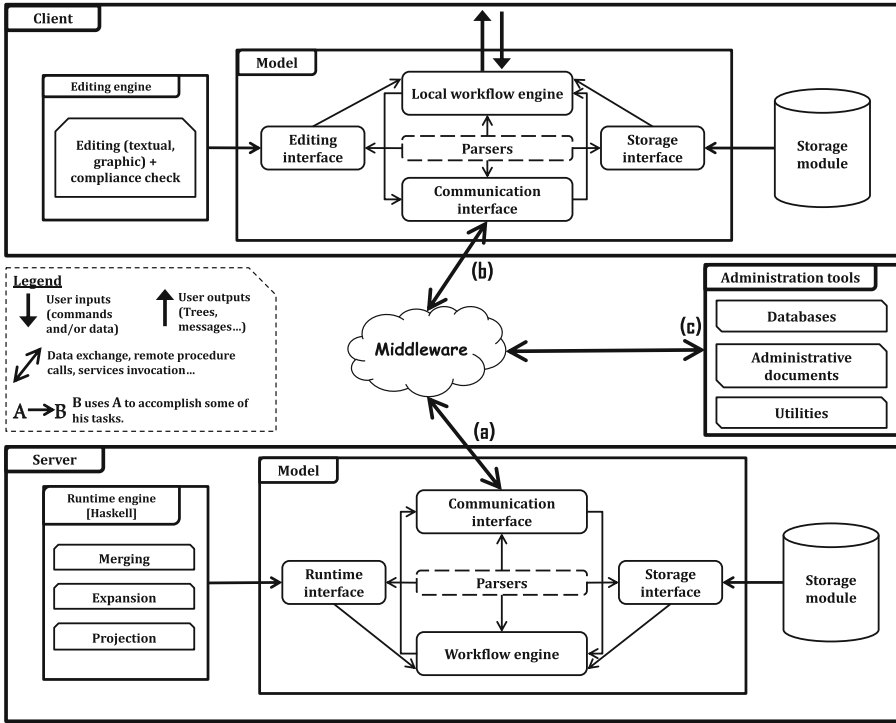 Client
Model
Editing engine
Editing (textual,
graphic) +
compliance check
Local workflow engine
Editing
interface
Parsers
Storage
interface
Communication
interface
Storage
module
(b)
Legend
User inputs
(commands
and/or data)
User outputs
(Trees,
messages...)
Data exchange, remote procedure
calls, services invocation...
A B B uses A to accomplish some of
his tasks.
Middleware
(c)
Administration tools
Databases
Administrative
documents
Utilities
(a)
Server
Model
Runtime engine
[Haskell]
Merging
Expansion
Projection
Communication
interface
Runtime
interface
Parsers
Storage
interface
Workflow engine
Storage
module